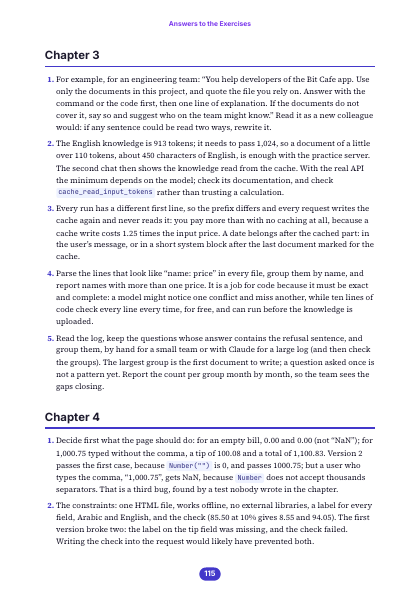 Answers to the Exercises
Chapter 3
1. For example, for an engineering team: “You help developers of the Bit Cafe app. Use
only the documents in this project, and quote the file you rely on. Answer with the
command or the code first, then one line of explanation. If the documents do not
cover it, say so and suggest who on the team might know.” Read it as a new colleague
would: if any sentence could be read two ways, rewrite it.
2. The English knowledge is 913 tokens; it needs to pass 1,024, so a document of a little
over 110 tokens, about 450 characters of English, is enough with the practice server.
The second chat then shows the knowledge read from the cache. With the real API
the minimum depends on the model; check its documentation, and check
cache_read_input_tokens rather than trusting a calculation.
3. Every run has a different first line, so the prefix differs and every request writes the
cache again and never reads it: you pay more than with no caching at all, because a
cache write costs 1.25 times the input price. A date belongs after the cached part: in
the user’s message, or in a short system block after the last document marked for the
cache.
4. Parse the lines that look like “name: price” in every file, group them by name, and
report names with more than one price. It is a job for code because it must be exact
and complete: a model might notice one conflict and miss another, while ten lines of
code check every line every time, for free, and can run before the knowledge is
uploaded.
5. Read the log, keep the questions whose answer contains the refusal sentence, and
group them, by hand for a small team or with Claude for a large log (and then check
the groups). The largest group is the first document to write; a question asked once is
not a pattern yet. Report the count per group month by month, so the team sees the
gaps closing.
Chapter 4
1. Decide first what the page should do: for an empty bill, 0.00 and 0.00 (not “NaN”); for
1,000.75 typed without the comma, a tip of 100.08 and a total of 1,100.83. Version 2
passes the first case, because Number("") is 0, and passes 1000.75; but a user who
types the comma, “1,000.75”, gets NaN, because Number does not accept thousands
separators. That is a third bug, found by a test nobody wrote in the chapter.
2. The constraints: one HTML file, works offline, no external libraries, a label for every
field, Arabic and English, and the check (85.50 at 10% gives 8.55 and 94.05). The first
version broke two: the label on the tip field was missing, and the check failed.
Writing the check into the request would likely have prevented both.
115